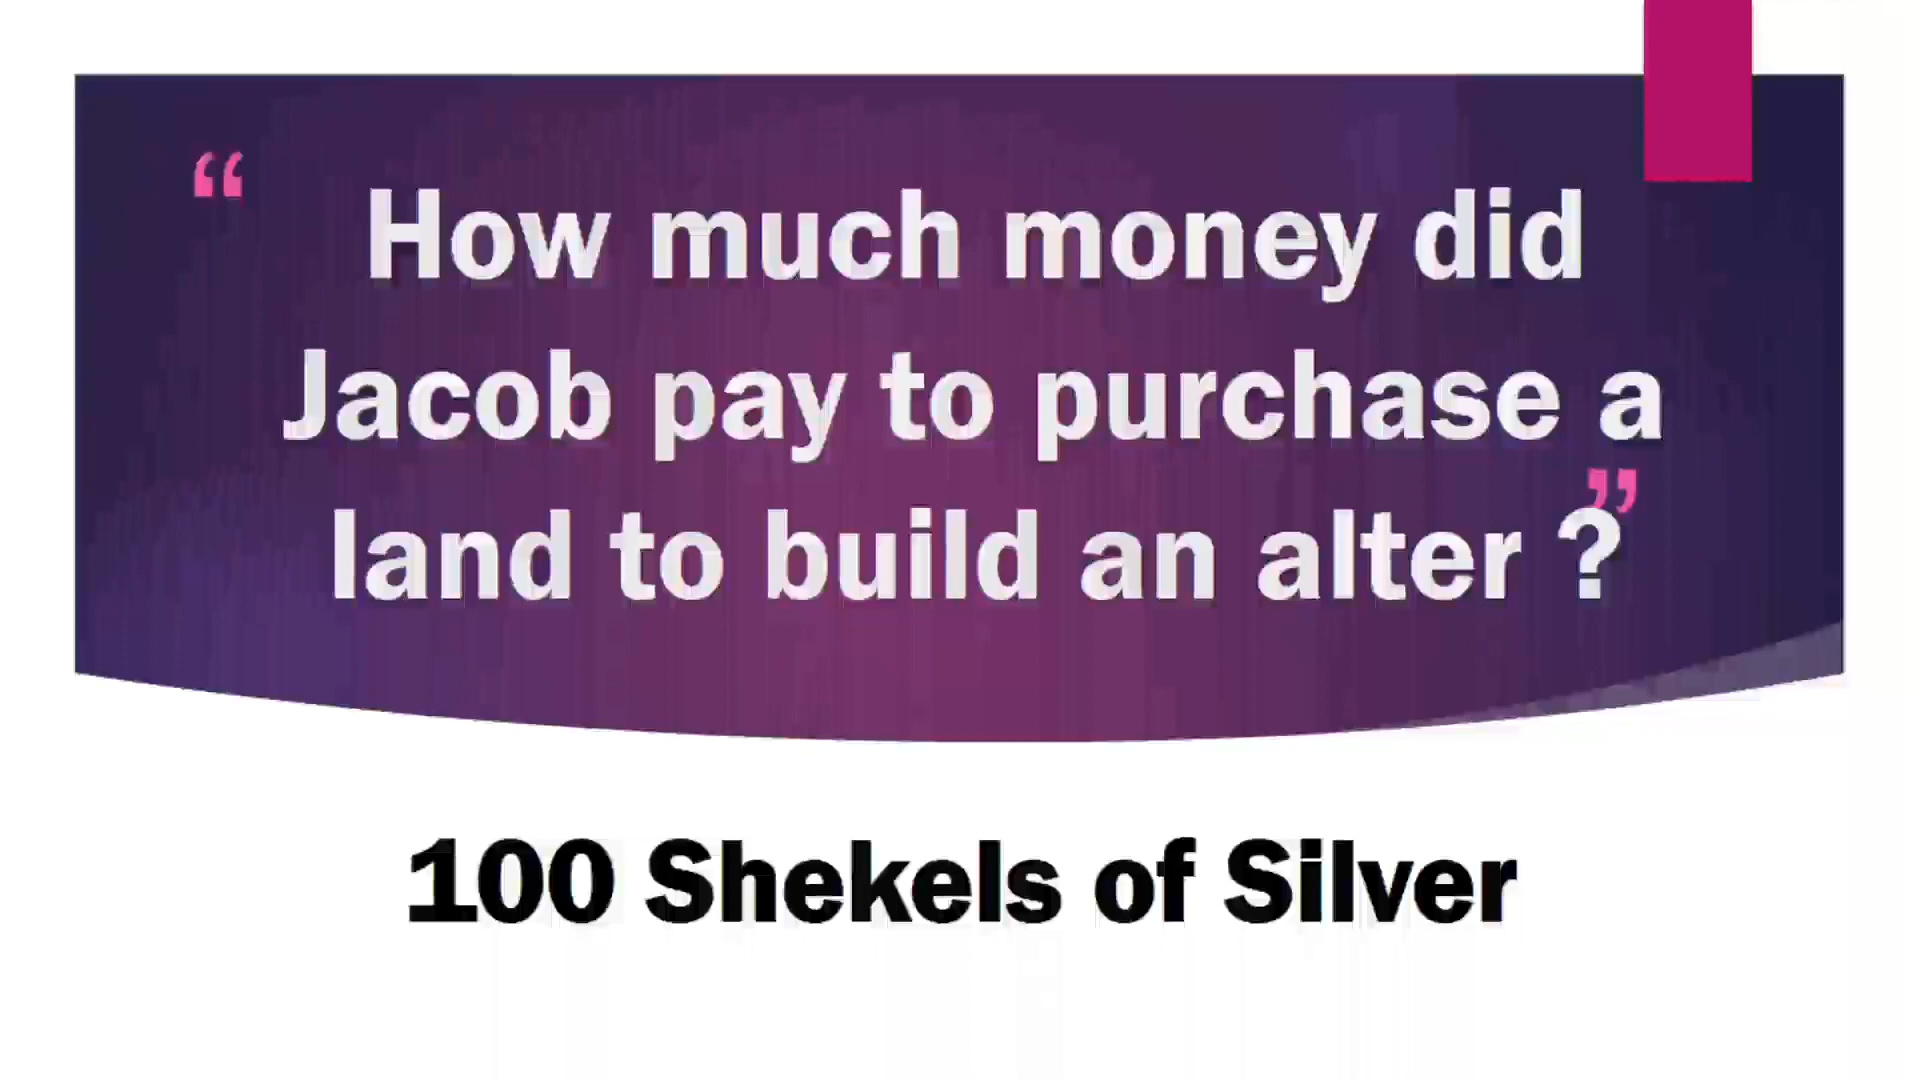 “ How much money did
Jacob pay to purchase a
land to build an alter ? ”
100 Shekels of Silver